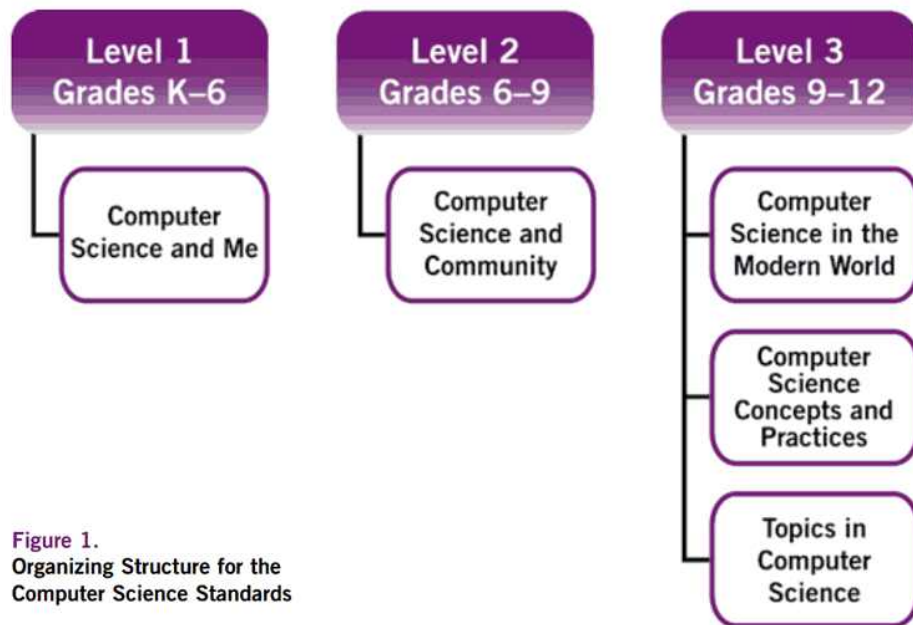 Level 1
Grades K–6
Level 2
Grades 6–9
Level 3
Grades 9–12
Computer
Science and Me
Computer
Science and
Community
Computer
Science in the
Modern World
Computer
Science
Concepts and
Practices
Topics in
Computer
Science
Figure 1.
Organizing Structure for the
Computer Science Standards